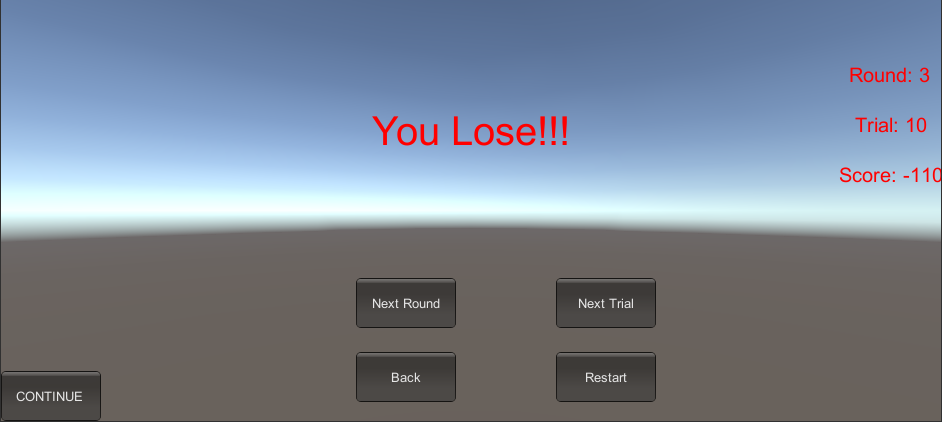 Round: 3
You Lose!!!
Trial: 10
Score: -110
Next Round
Next Trial
Back
Restart
CONTINUE